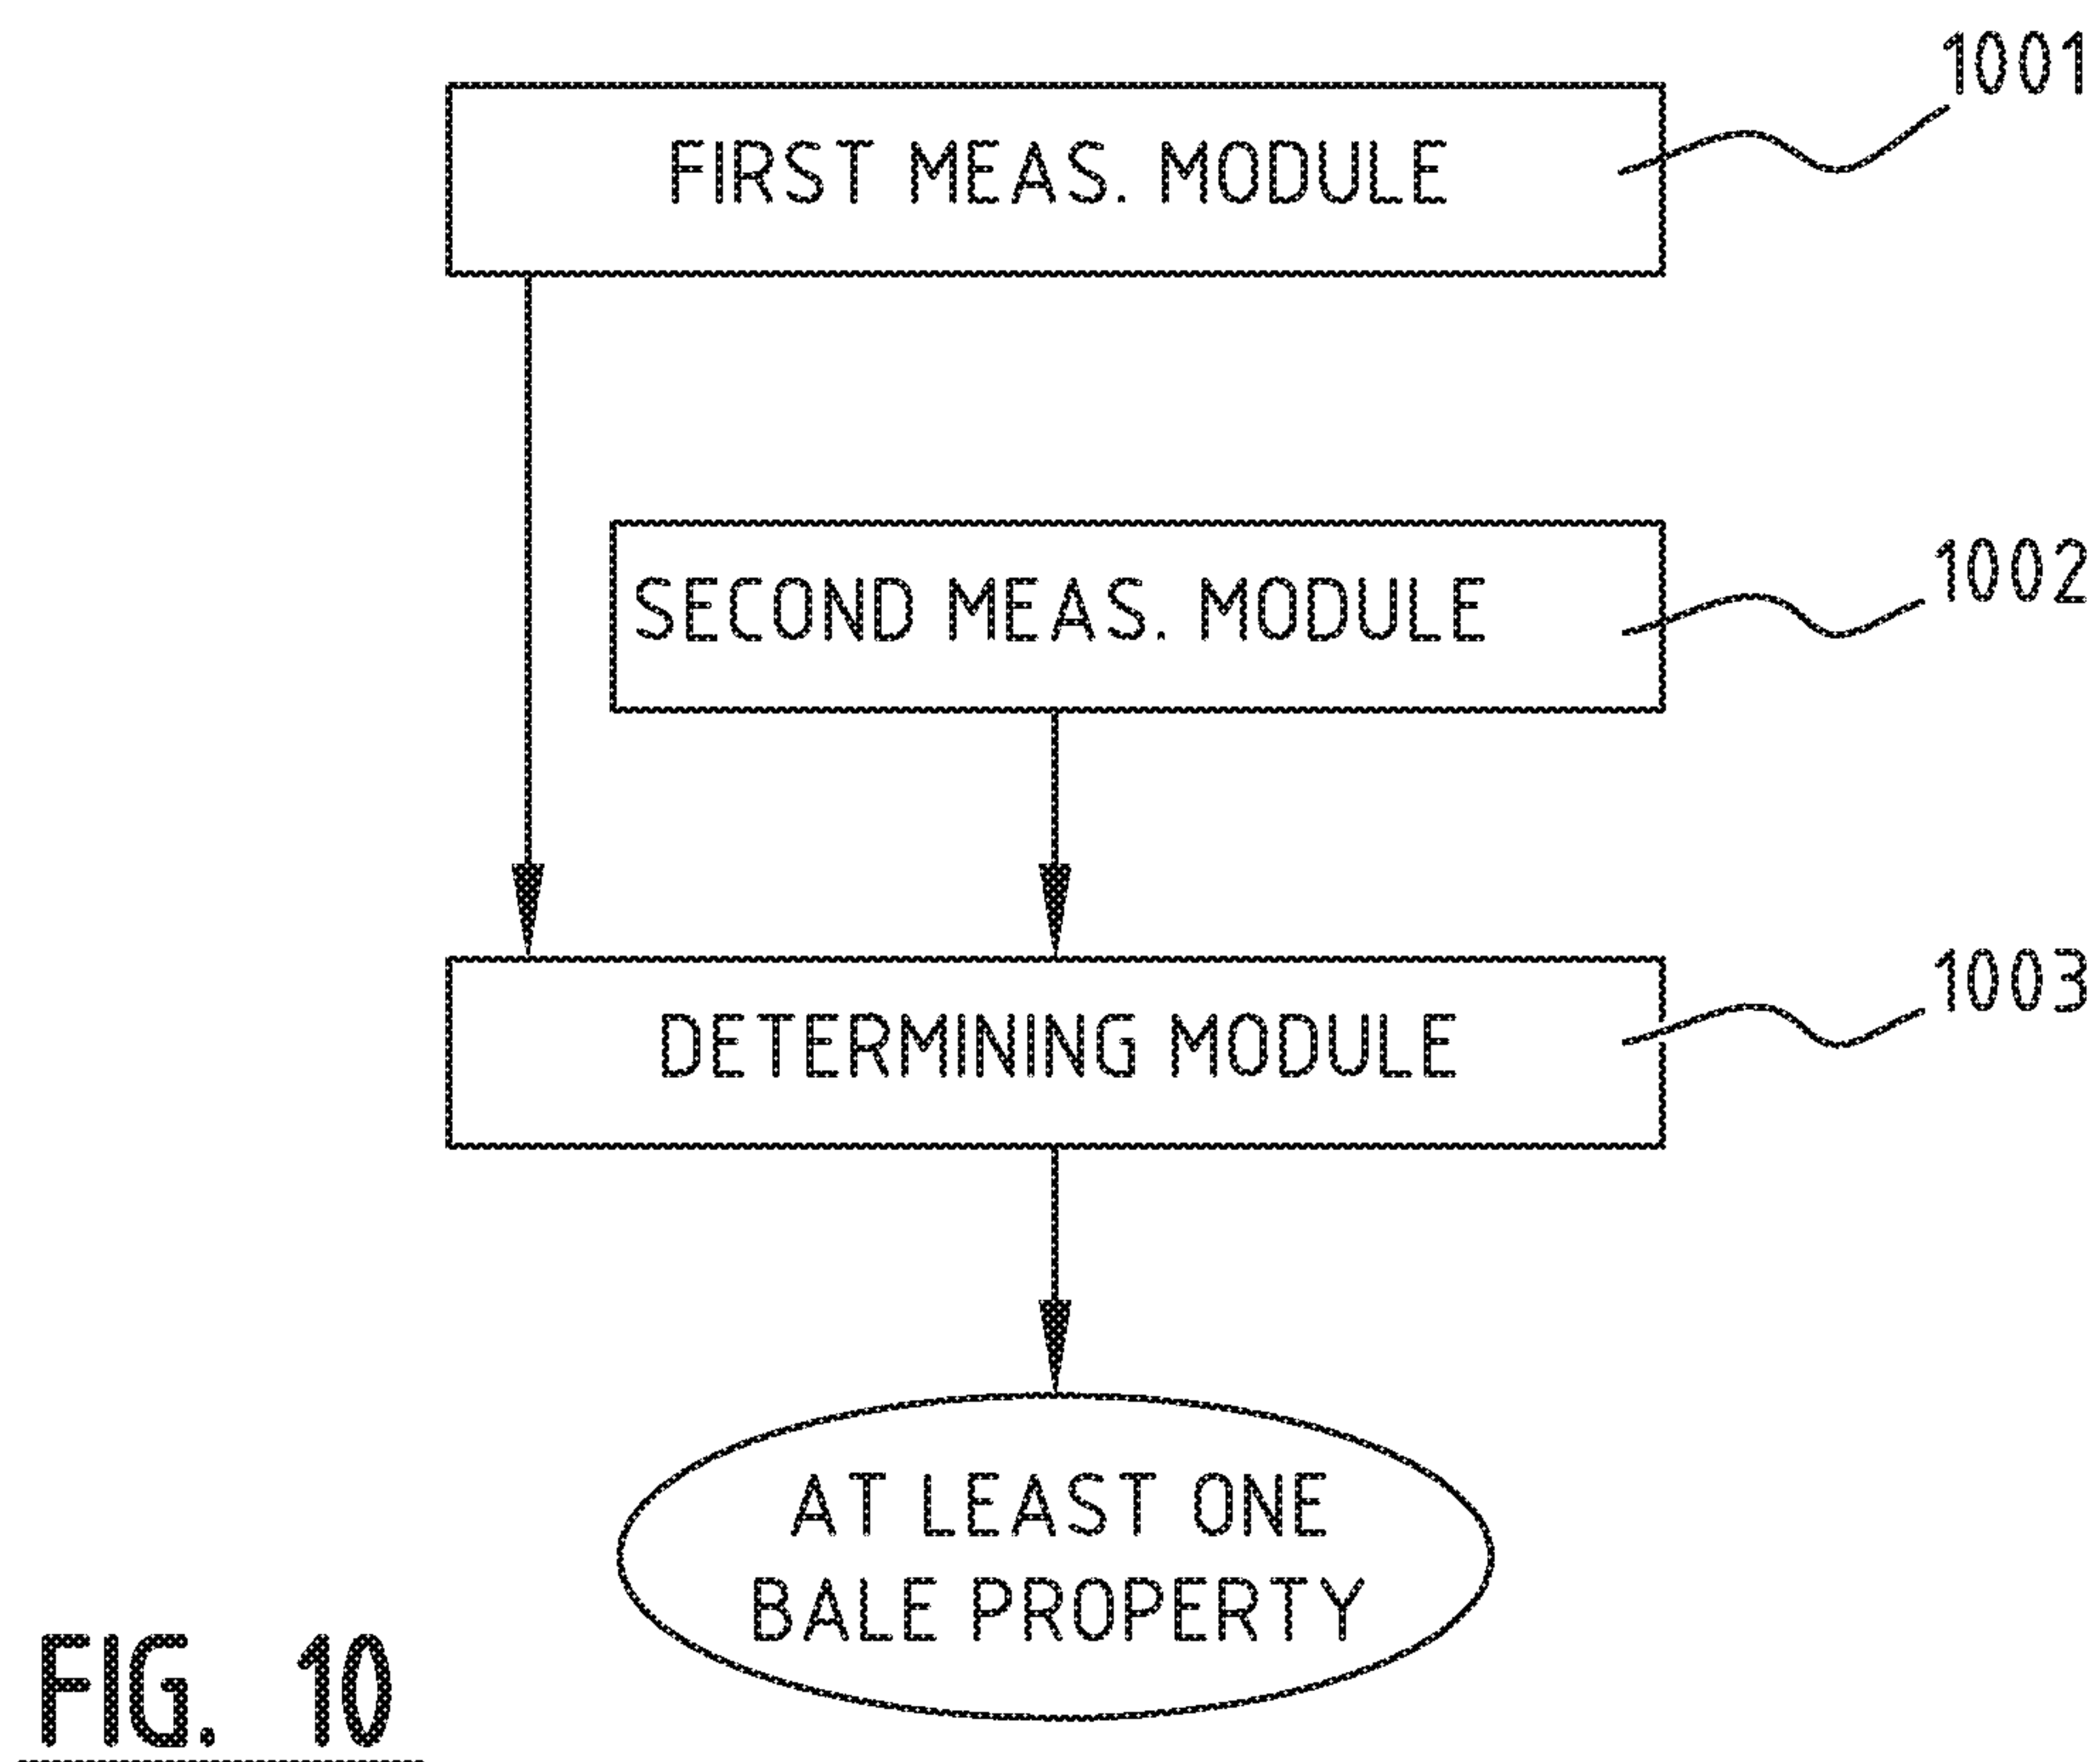 1001
FIRST MEAS. MODULE
1002
SECOND MEAS. MODULE
1003
DETERMINING MODULE
AT LEAST ONE
BALE PROPERTY
FIG. 10